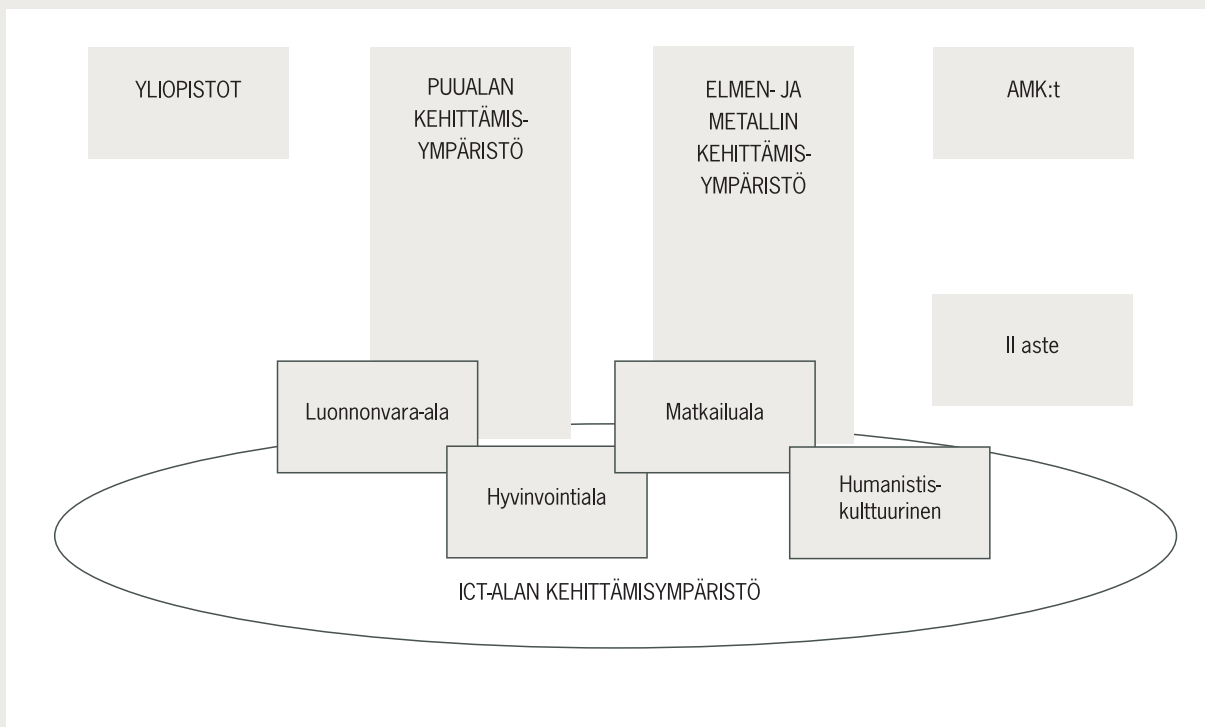 YLIOPISTOT
PUUALAN
KEHITTÄMIS-
YMPÄRISTÖ
ELMEN- JA
METALLIN
KEHITTÄMIS-
YMPÄRISTÖ
AMK:t
II aste
Luonnonvara-ala
Matkailuala
Hyvinvointiala
Humanistis-
kulttuurinen
ICT-ALAN KEHITTÄMISYMPÄRISTÖ